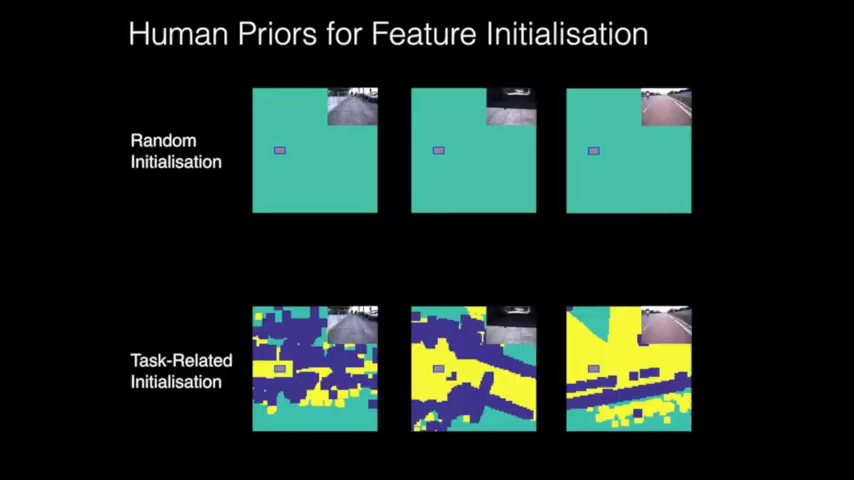 Human Priors for Feature Initialisation
Random
Initialisation
Task-Related
Initialisation